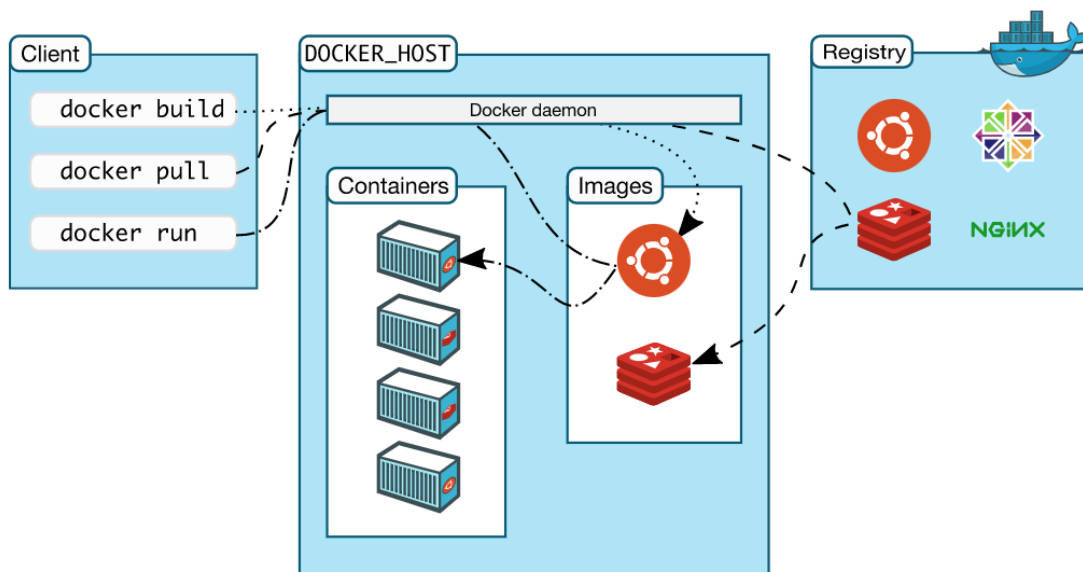 Client
docker build
docker pull
docker run
DOCKER_HOST
Docker daemon
Containers
Images
Registry
NGINX